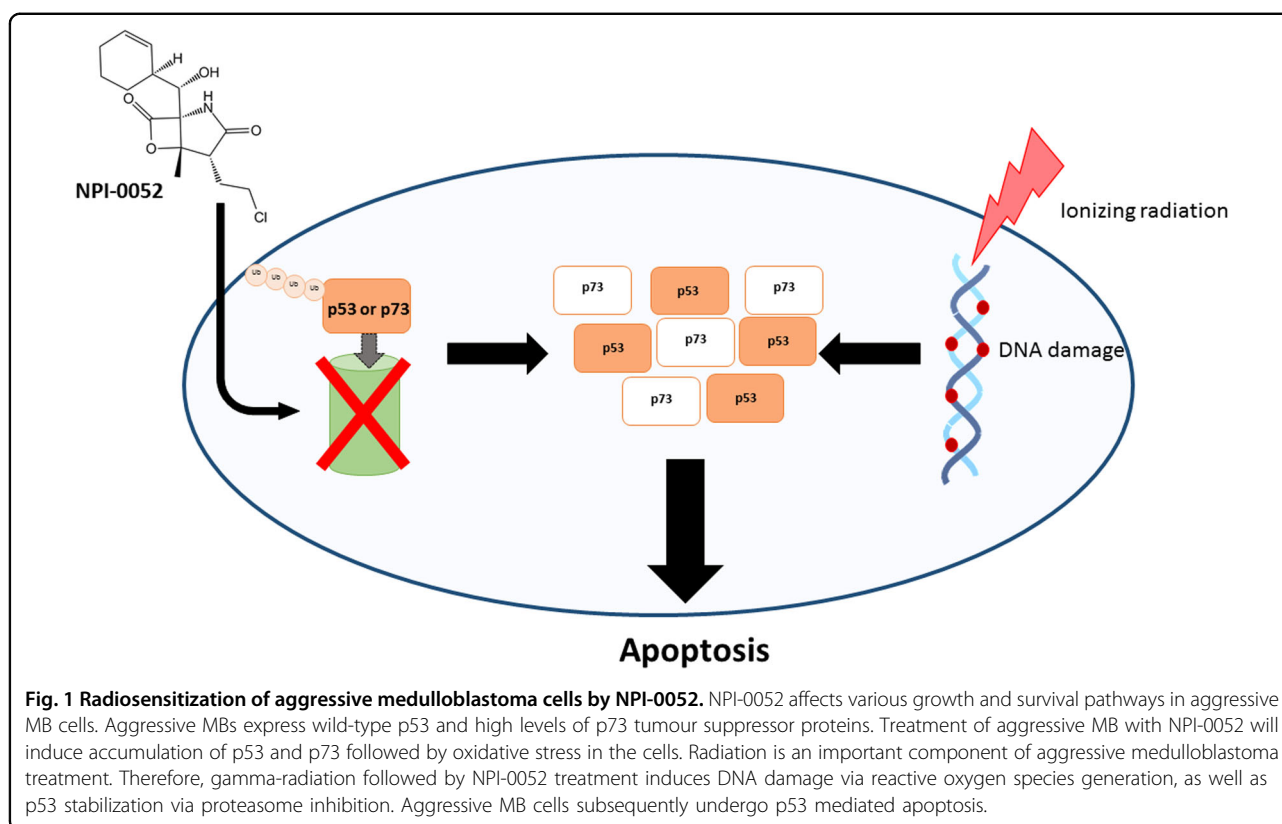 H
OH
O
H
N
O
O
NPI-0052
Cl
Ionizing radiation
Ub Ub Ub Ub
p53 or p73
p73 p53 p73
p53 p73 p53
p73 p53
DNA damage
Apoptosis
Fig. 1 Radiosensitization of aggressive medulloblastoma cells by NPI-0052. NPI-0052 affects various growth and survival pathways in aggressive
MB cells. Aggressive MBs express wild-type p53 and high levels of p73 tumour suppressor proteins. Treatment of aggressive MB with NPI-0052 will
induce accumulation of p53 and p73 followed by oxidative stress in the cells. Radiation is an important component of aggressive medulloblastoma
treatment. Therefore, gamma-radiation followed by NPI-0052 treatment induces DNA damage via reactive oxygen species generation, as well as
p53 stabilization via proteasome inhibition. Aggressive MB cells subsequently undergo p53 mediated apoptosis.